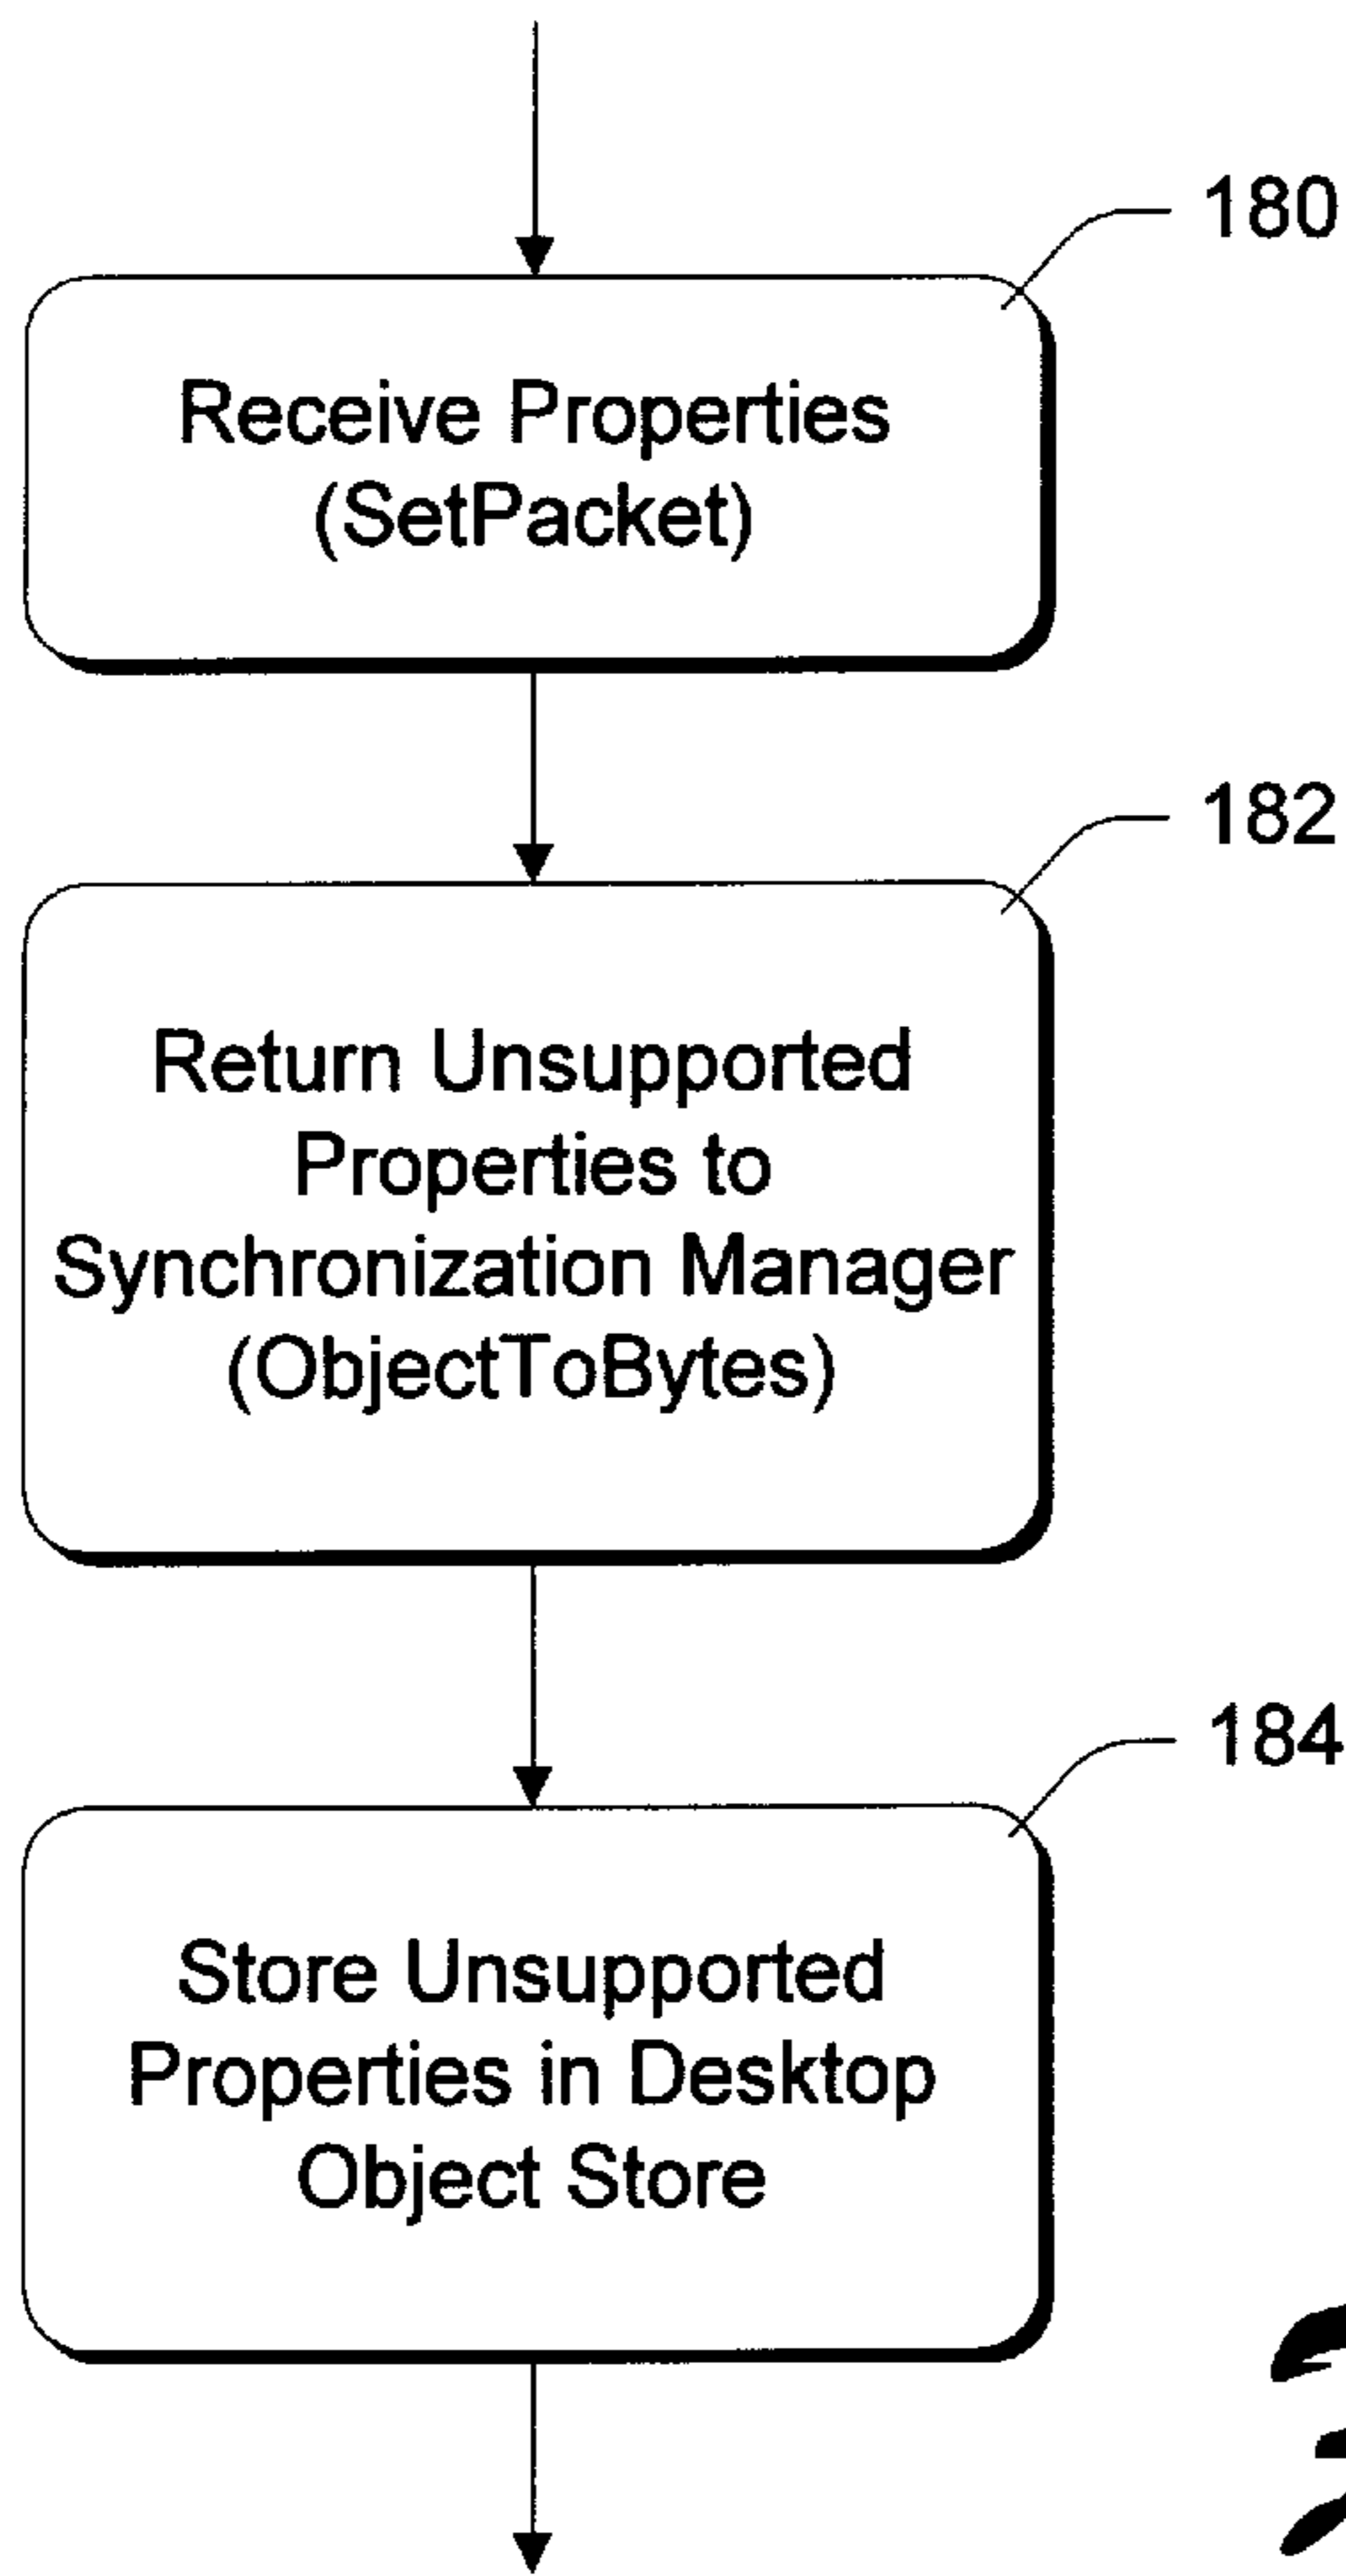 180
Receive Properties
(SetPacket)
182
Return Unsupported
Properties to
Synchronization Manager
(ObjectToBytes)
184
Store Unsupported
Properties in Desktop
Object Store